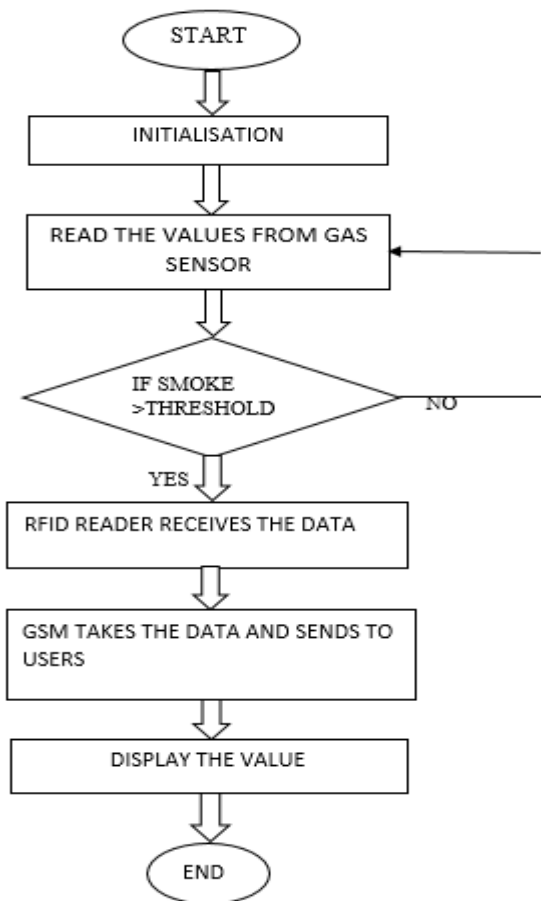 START
INITIALISATION
READ THE VALUES FROM GAS
SENSOR
IF SMOKE
>THRESHOLD
NO
YES
RFID READER RECEIVES THE DATA
GSM TAKES THE DATA AND SENDS TO
USERS
DISPLAY THE VALUE
END